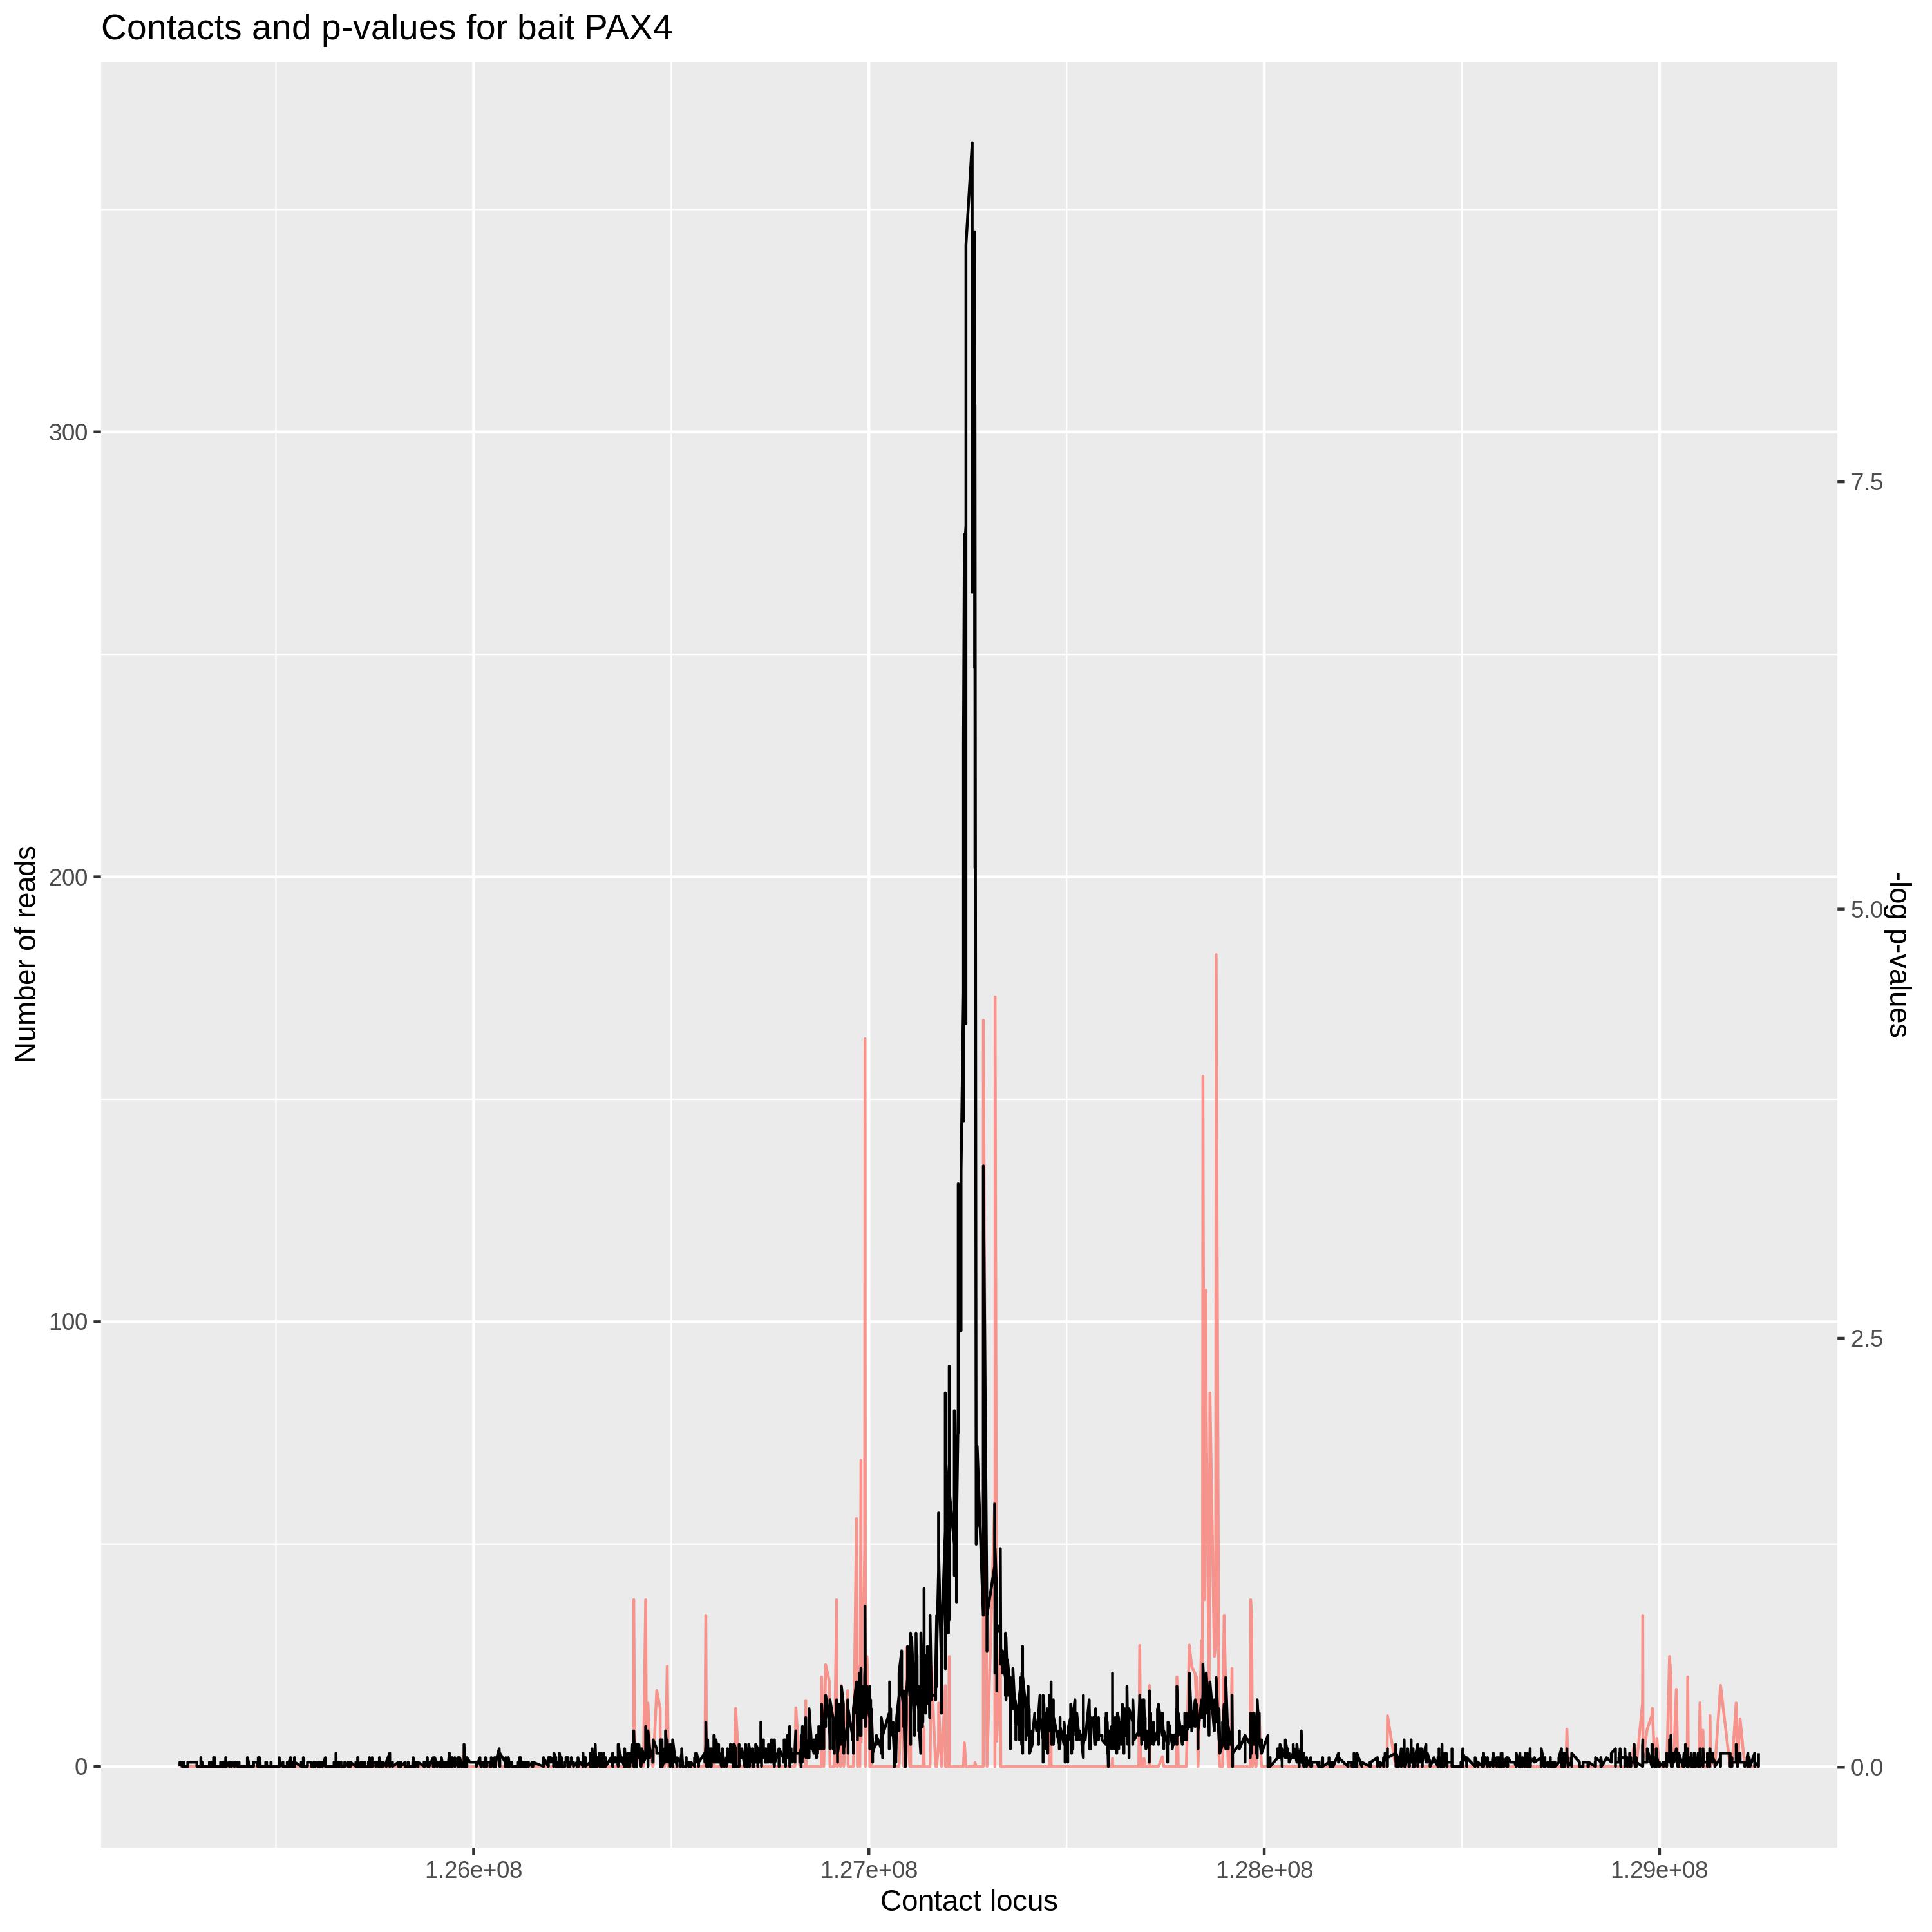 Contacts and p-values for bait PAX4
Number of reads
300
200
100
0
7.5
5.0
2.5
0.0
-log p-values
1.26e+08
1.27e+08
1.28e+08
1.29e+08
Contact locus